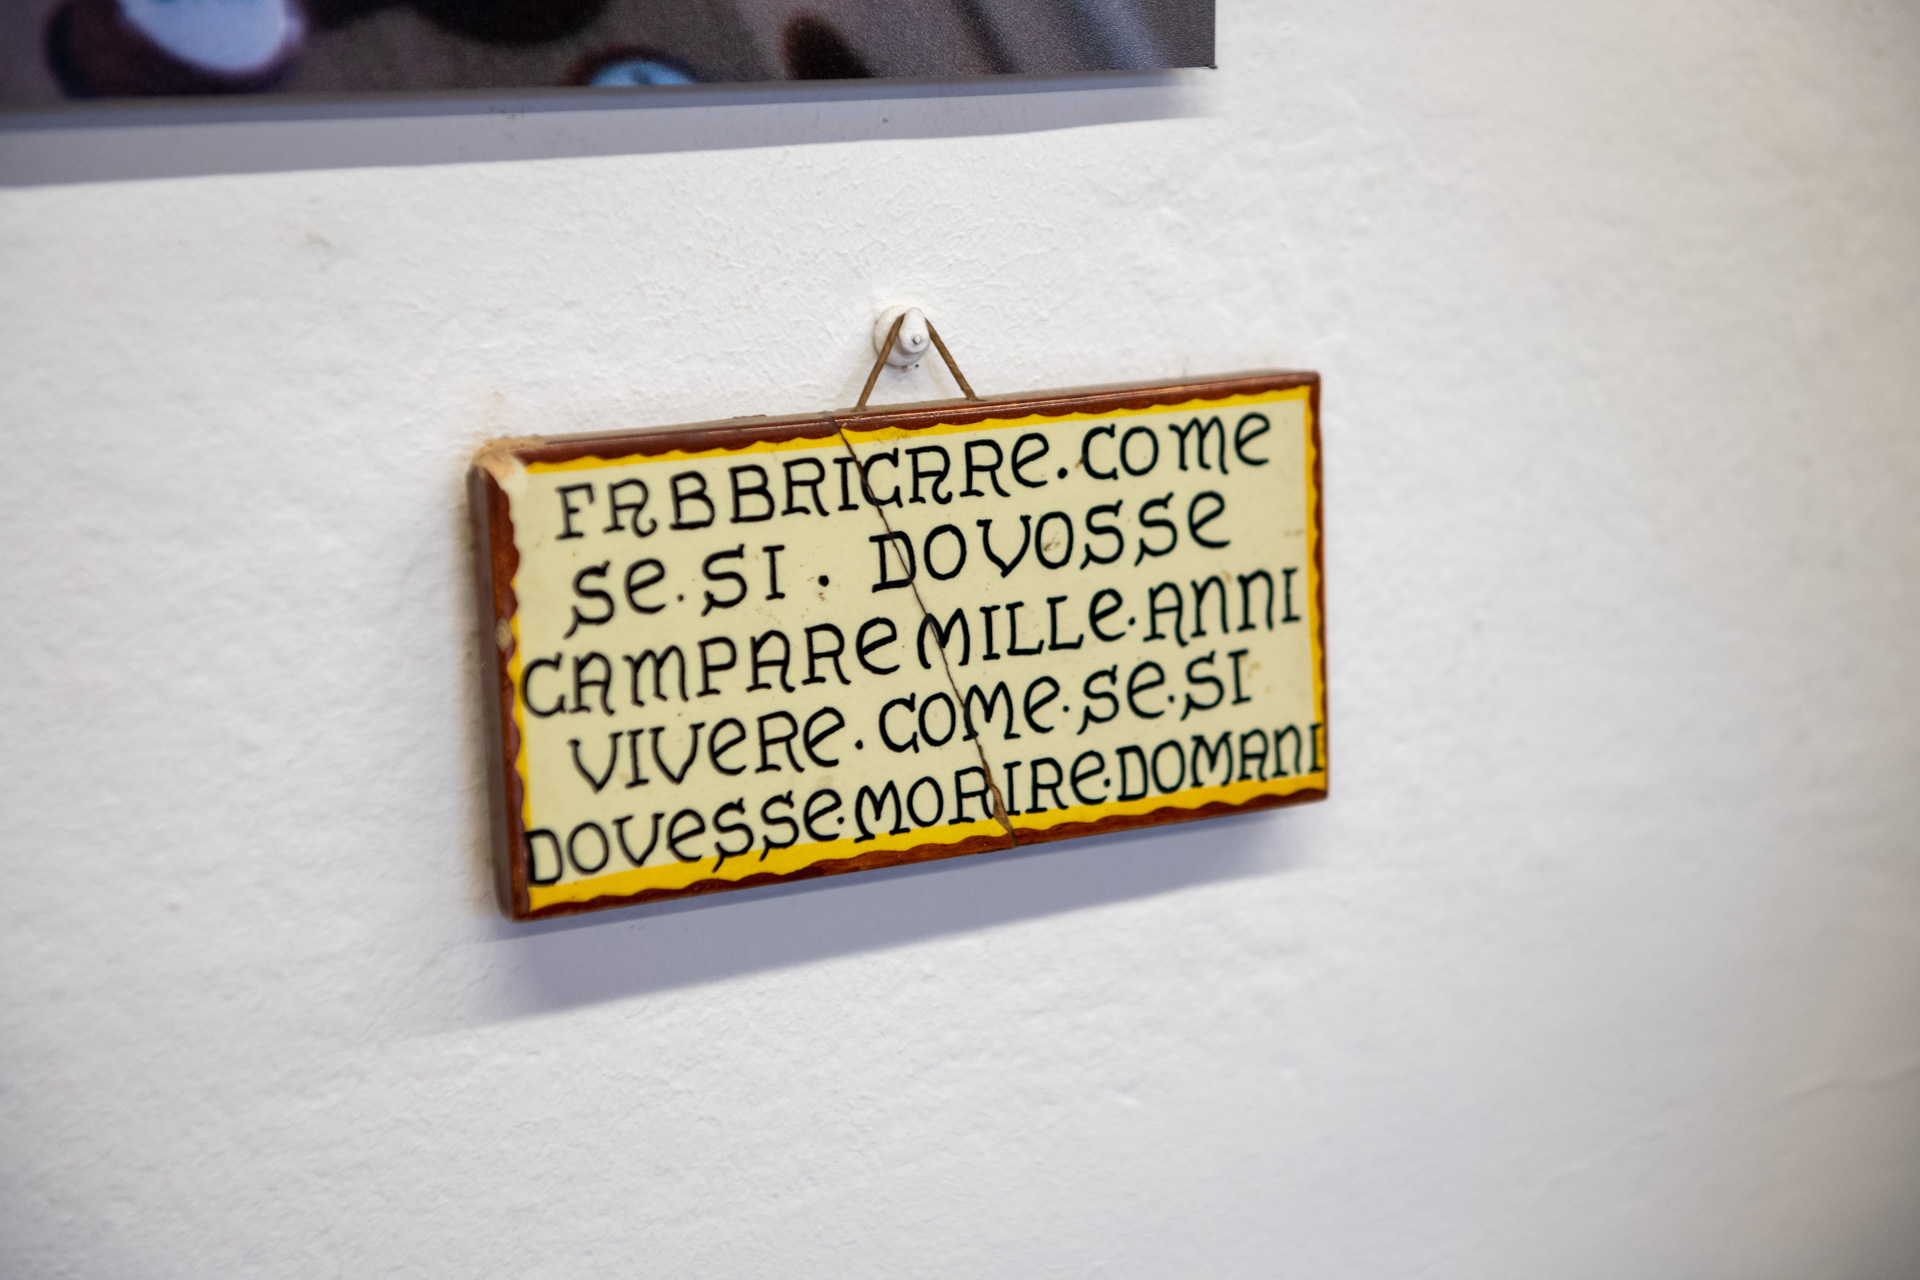 FABBRICARE·COME
SE·SI·DOVOSSE
CAMPARE MILLE·ANNI
VIVERE·COME·SE·SI
DOVESSE·MORIRE·DOMANI